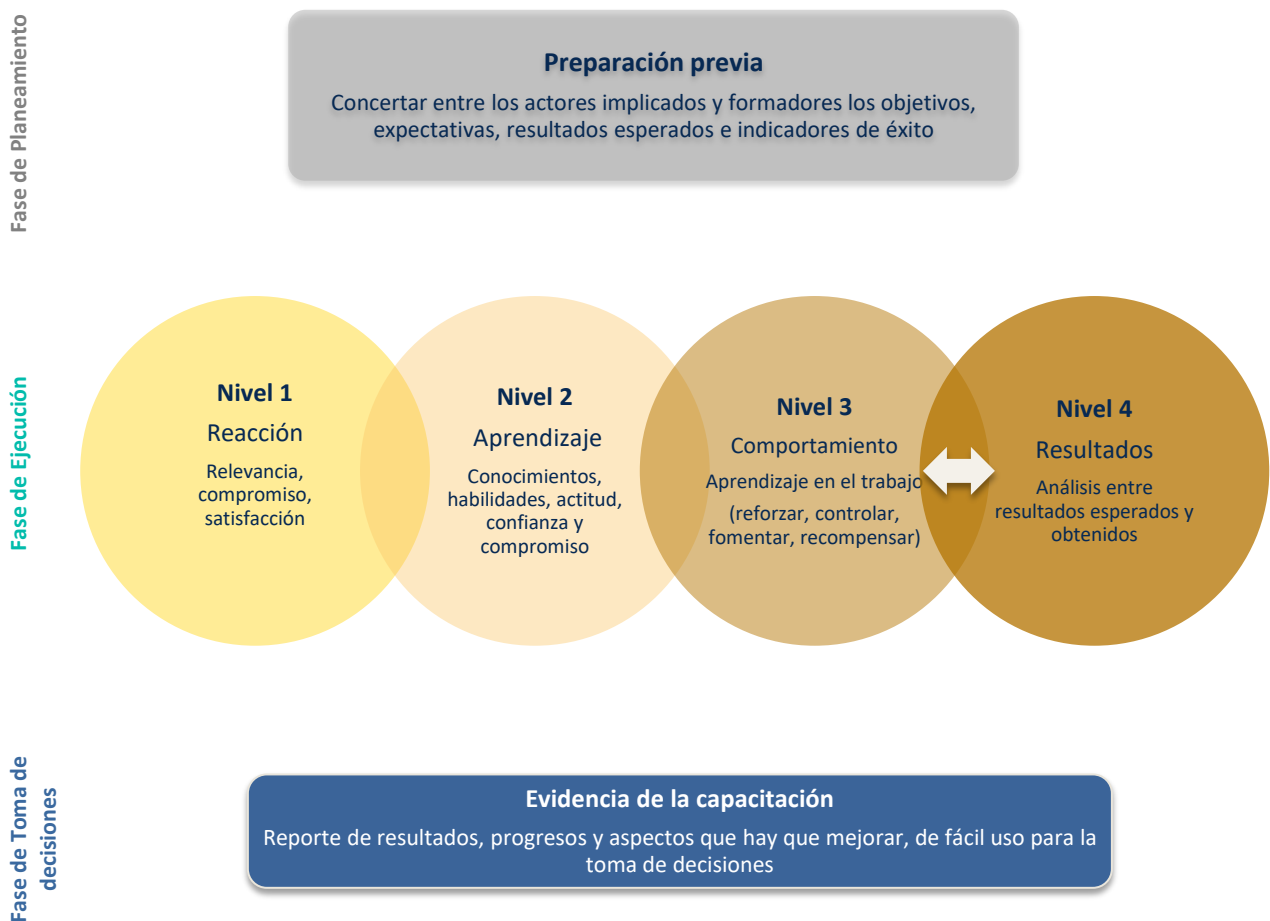 Fase de Planeamiento
Preparación previa
Concertar entre los actores implicados y formadores los objetivos,
expectativas, resultados esperados e indicadores de éxito
Fase de Ejecución
Nivel 1
Reacción
Relevancia,
compromiso,
satisfacción
Nivel 2
Aprendizaje
Conocimientos,
habilidades, actitud,
confianza y
compromiso
Nivel 3
Comportamiento
Aprendizaje en el trabajo
(reforzar, controlar,
fomentar, recompensar)
Nivel 4
Resultados
Análisis entre
resultados esperados y
obtenidos
Fase de Toma de
decisiones
Evidencia de la capacitación
Reporte de resultados, progresos y aspectos que hay que mejorar, de fácil uso para la
toma de decisiones